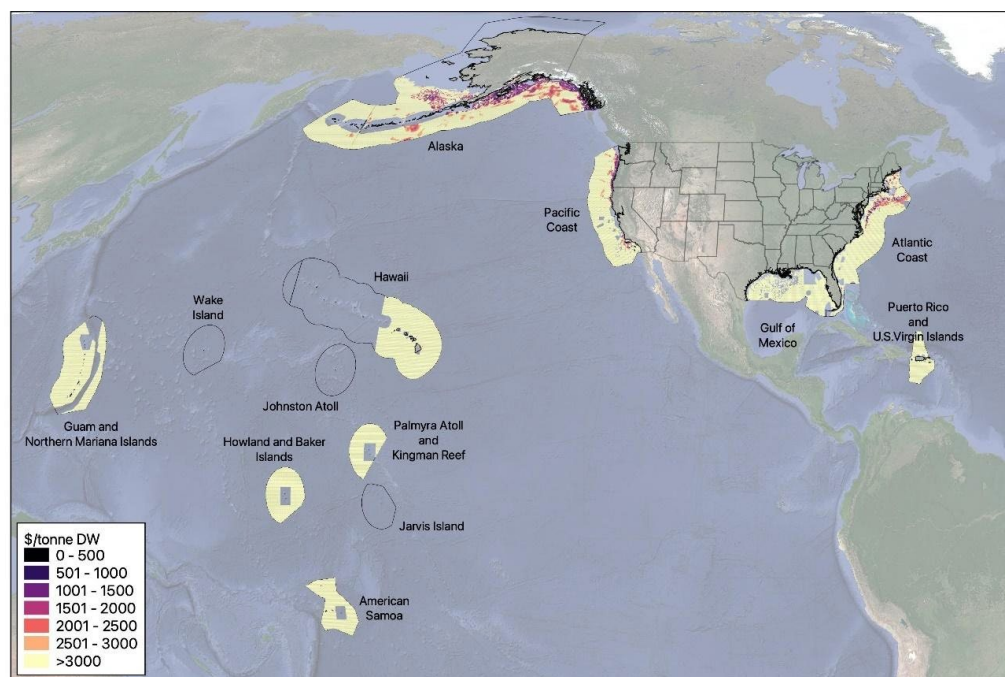 Alaska
Pacific
Coast
Atlantic
Coast
Hawaii
Wake
Island
Gulf of
Mexico
Puerto Rico
and
U.S.Virgin Islands
Johnston Atoll
Guam and
Northern Mariana Islands
Palmyra Atoll
and
Kingman Reef
Howland and Baker
Islands
Jarvis Island
American
Samoa
$/tonne DW
0 - 500
501 - 1000
1001 - 1500
1501 - 2000
2001 - 2500
2501 - 3000
>3000